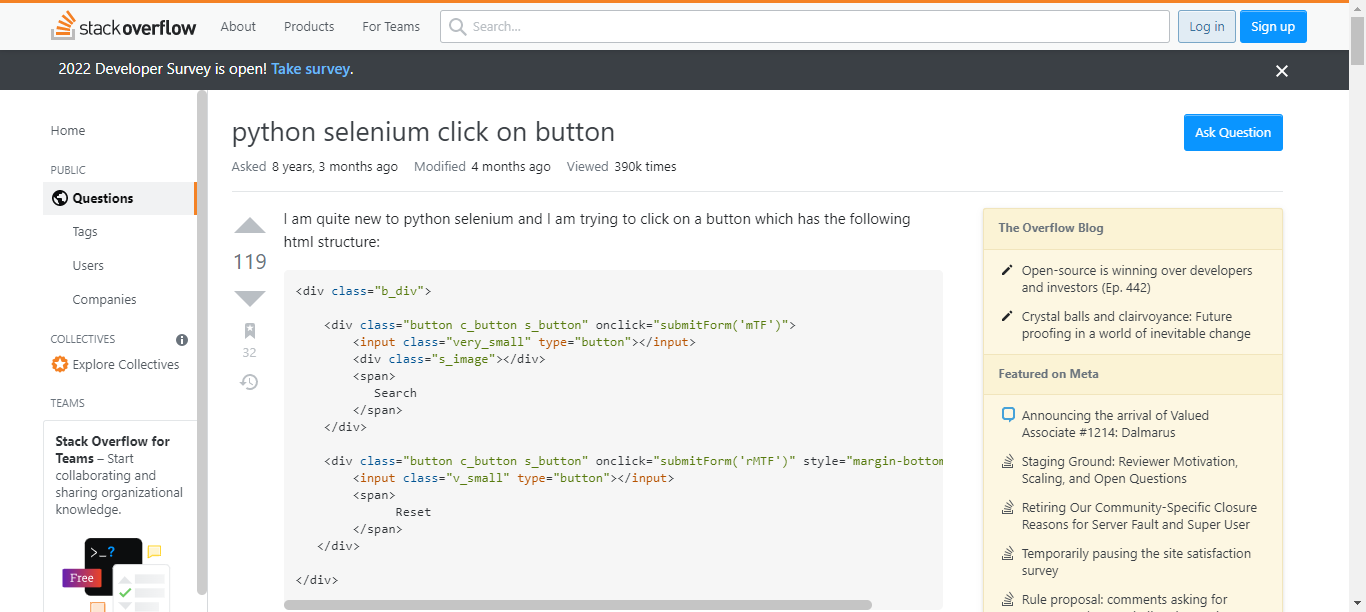 stack overflow
About
Products
For Teams
Search...
Log in
Sign up
2022 Developer Survey is open! Take survey.
Home
PUBLIC
Questions
Tags
Users
Companies
COLLECTIVES
Explore Collectives
TEAMS
Stack Overflow for
Teams – Start
collaborating and
sharing organizational
knowledge.
>_?
Free
python selenium click on button
Ask Question
Asked 8 years, 3 months ago Modified 4 months ago Viewed 390k times
119
32
I am quite new to python selenium and I am trying to click on a button which has the following
html structure:
<div class="b_div">
<div class="button c_button s_button" onclick="submitForm('mTF')">
<input class="very_small" type="button"></input>
<div class="s_image"></div>
<span>
Search
</span>
</div>
<div class="button c_button s_button" onclick="submitForm('rMTF')" style="margin-bottom
<input class="v_small" type="button"></input>
<span>
Reset
</span>
</div>
</div>
The Overflow Blog
Open-source is winning over developers
and investors (Ep. 442)
Crystal balls and clairvoyance: Future
proofing in a world of inevitable change
Featured on Meta
Announcing the arrival of Valued
Associate #1214: Dalmarus
Staging Ground: Reviewer Motivation,
Scaling, and Open Questions
Retiring Our Community-Specific Closure
Reasons for Server Fault and Super User
Temporarily pausing the site satisfaction
survey
Rule proposal: comments asking for